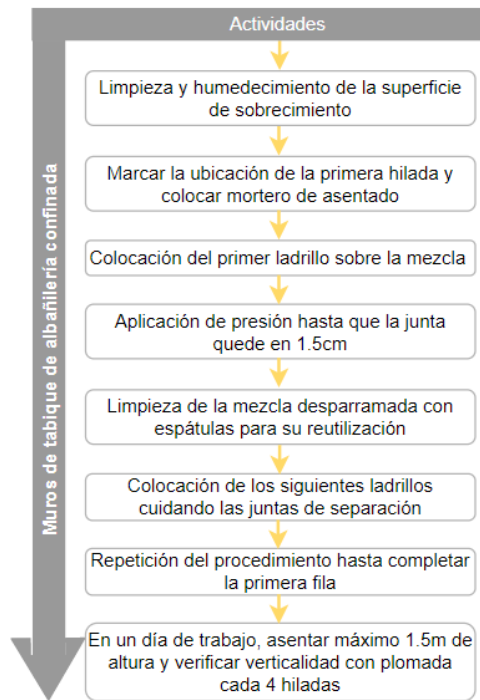 Actividades
Muros de tabique de albañilería confinada
Limpieza y humedecimiento de la superficie
de sobrecimiento
Marcar la ubicación de la primera hilada y
colocar mortero de asentado
Colocación del primer ladrillo sobre la mezcla
Aplicación de presión hasta que la junta
quede en 1.5cm
Limpieza de la mezcla desparramada con
espátulas para su reutilización
Colocación de los siguientes ladrillos
cuidando las juntas de separación
Repetición del procedimiento hasta completar
la primera fila
En un día de trabajo, asentar máximo 1.5m de
altura y verificar verticalidad con plomada
cada 4 hiladas